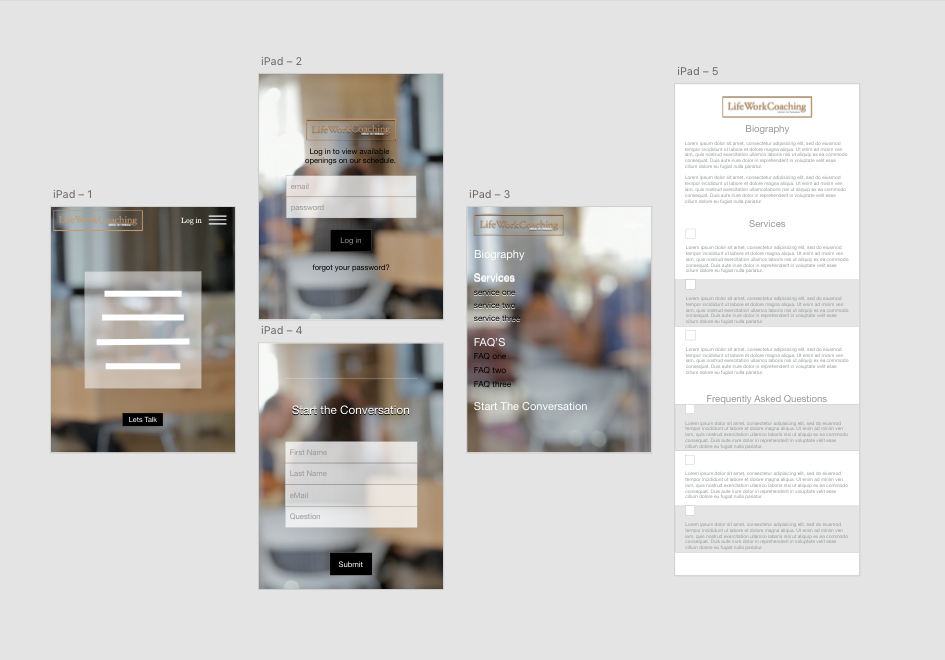 iPad – 1
LifeWorkCoaching
Log in
Lets Talk
iPad – 2
LifeWorkCoaching
Log in to view available
openings on our schedule.
email
password
Log in
forgot your password?
iPad – 4
Start the Conversation
First Name
Last Name
eMail
Question
Submit
iPad – 3
LifeWorkCoaching
Biography
Services
service one
service two
service three
FAQ'S
FAQ one
FAQ two
FAQ three
Start The Conversation
iPad – 5
LifeWorkCoaching
Biography
Lorem ipsum dolor sit amet, consectetur adipiscing elit, sed do eiusmod
tempor incididunt ut labore et dolore magna aliqua. Ut enim ad minim ven
iam, quis nostrud exercitation ullamco laboris nisi ut aliquip ex ea commodo
consequat. Duis aute irure dolor in reprehenderit in voluptate velit esse
cillum dolore eu fugiat nulla pariatur.
Lorem ipsum dolor sit amet, consectetur adipiscing elit, sed do eiusmod
tempor incididunt ut labore et dolore magna aliqua. Ut enim ad minim ven
iam, quis nostrud exercitation ullamco laboris nisi ut aliquip ex ea commodo
consequat. Duis aute irure dolor in reprehenderit in voluptate velit esse
cillum dolore eu fugiat nulla pariatur.
Services
Lorem ipsum dolor sit amet, consectetur adipiscing elit, sed do eiusmod
tempor incididunt ut labore et dolore magna aliqua. Ut enim ad minim ven
iam, quis nostrud exercitation ullamco laboris nisi ut aliquip ex ea commodo
consequat. Duis aute irure dolor in reprehenderit in voluptate velit esse
cillum dolore eu fugiat nulla pariatur.
Lorem ipsum dolor sit amet, consectetur adipiscing elit, sed do eiusmod
tempor incididunt ut labore et dolore magna aliqua. Ut enim ad minim ven
iam, quis nostrud exercitation ullamco laboris nisi ut aliquip ex ea commodo
consequat. Duis aute irure dolor in reprehenderit in voluptate velit esse
cillum dolore eu fugiat nulla pariatur.
Lorem ipsum dolor sit amet, consectetur adipiscing elit, sed do eiusmod
tempor incididunt ut labore et dolore magna aliqua. Ut enim ad minim ven
iam, quis nostrud exercitation ullamco laboris nisi ut aliquip ex ea commodo
consequat. Duis aute irure dolor in reprehenderit in voluptate velit esse
cillum dolore eu fugiat nulla pariatur.
Frequently Asked Questions
Lorem ipsum dolor sit amet, consectetur adipiscing elit, sed do eiusmod
tempor incididunt ut labore et dolore magna aliqua. Ut enim ad minim ven
iam, quis nostrud exercitation ullamco laboris nisi ut aliquip ex ea commodo
consequat. Duis aute irure dolor in reprehenderit in voluptate velit esse
cillum dolore eu fugiat nulla pariatur.
Lorem ipsum dolor sit amet, consectetur adipiscing elit, sed do eiusmod
tempor incididunt ut labore et dolore magna aliqua. Ut enim ad minim ven
iam, quis nostrud exercitation ullamco laboris nisi ut aliquip ex ea commodo
consequat. Duis aute irure dolor in reprehenderit in voluptate velit esse
cillum dolore eu fugiat nulla pariatur.
Lorem ipsum dolor sit amet, consectetur adipiscing elit, sed do eiusmod
tempor incididunt ut labore et dolore magna aliqua. Ut enim ad minim ven
iam, quis nostrud exercitation ullamco laboris nisi ut aliquip ex ea commodo
consequat. Duis aute irure dolor in reprehenderit in voluptate velit esse
cillum dolore eu fugiat nulla pariatur.